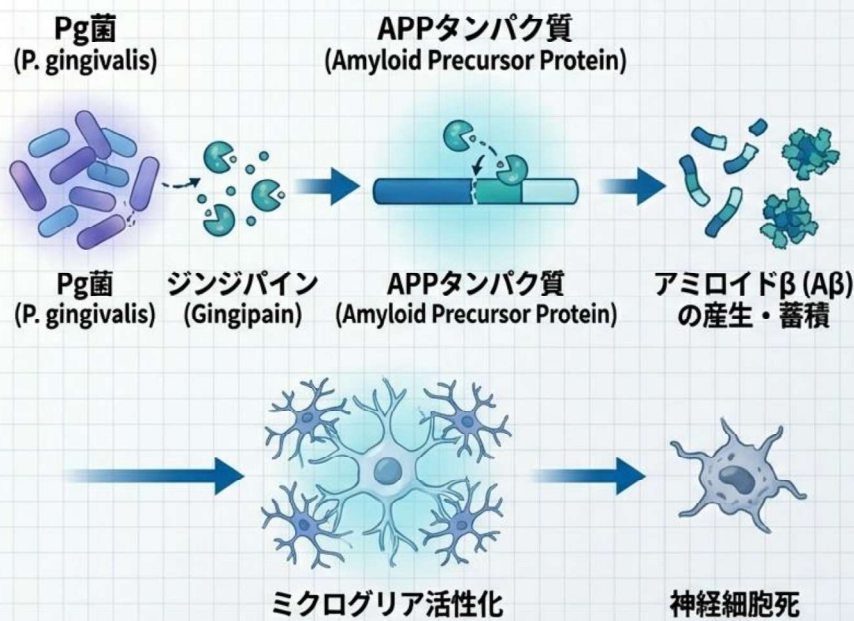 Pg菌
(P. gingivalis)
APPタンパク質
(Amyloid Precursor Protein)
Pg菌
(P. gingivalis)
ジンジパイン
(Gingipain)
APPタンパク質
(Amyloid Precursor Protein)
アミロイドβ (Aβ)
の産生・蓄積
ミクログリア活性化
神経細胞死